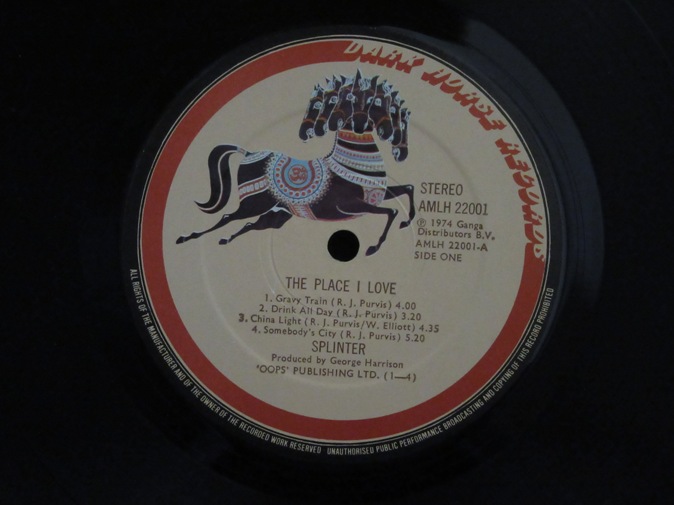 DARK HORSE RECORDS
STEREO
AMLH 22001
℗ 1974 Ganga
Distributors B.V.
AMLH 22001-A
SIDE ONE
THE PLACE I LOVE
1. Gravy Train (R. J. Purvis) 4.00
2. Drink All Day (R. J. Purvis) 3.20
3. China Light (R. J. Purvis/W. Elliott) 4.35
4. Somebody's City (R. J. Purvis) 5.20
SPLINTER
Produced by George Harrison
'OOPS' PUBLISHING LTD. (1—4)
ALL RIGHTS OF THE MANUFACTURER AND OF THE OWNER OF THE RECORDED WORK RESERVED UNAUTHORISED PUBLIC PERFORMANCE BROADCASTING AND COPYING OF THIS RECORD PROHIBITED